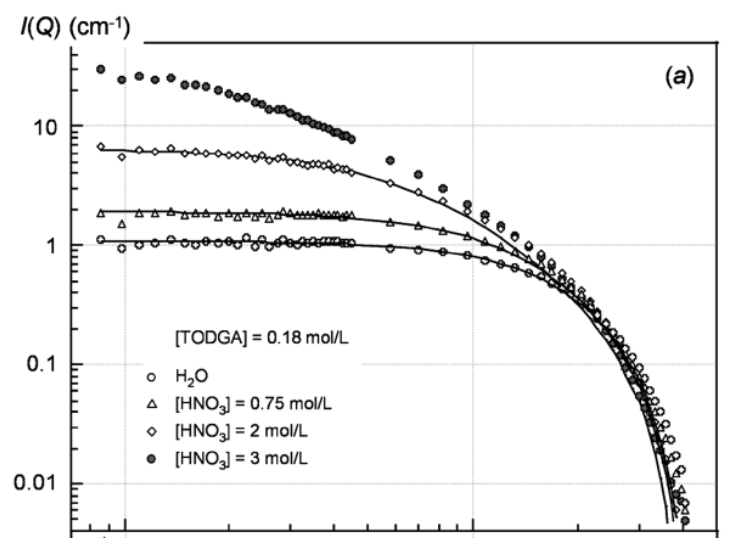 I(Q) (cm⁻¹)
(a)
10
1
0.1
0.01
[TODGA] = 0.18 mol/L
H₂O
[HNO₃] = 0.75 mol/L
[HNO₃] = 2 mol/L
[HNO₃] = 3 mol/L